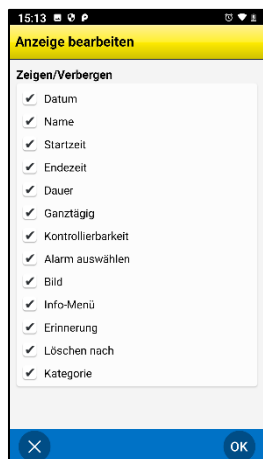 15:13
Anzeige bearbeiten
Zeigen/Verbergen
Datum
Name
Startzeit
Endezeit
Dauer
Ganztägig
Kontrollierbarkeit
Alarm auswählen
Bild
Info-Menü
Erinnerung
Löschen nach
Kategorie
OK